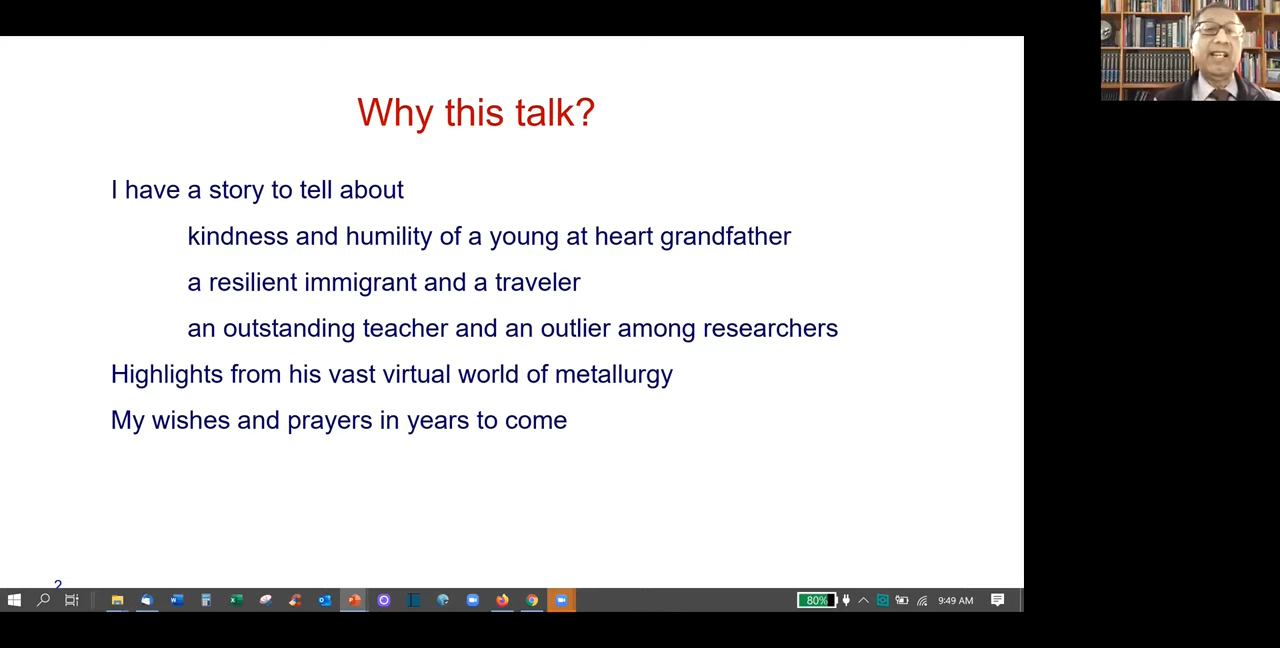 Why this talk?
I have a story to tell about
kindness and humility of a young at heart grandfather
a resilient immigrant and a traveler
an outstanding teacher and an outlier among researchers
Highlights from his vast virtual world of metallurgy
My wishes and prayers in years to come
2
80%
9:49 AM